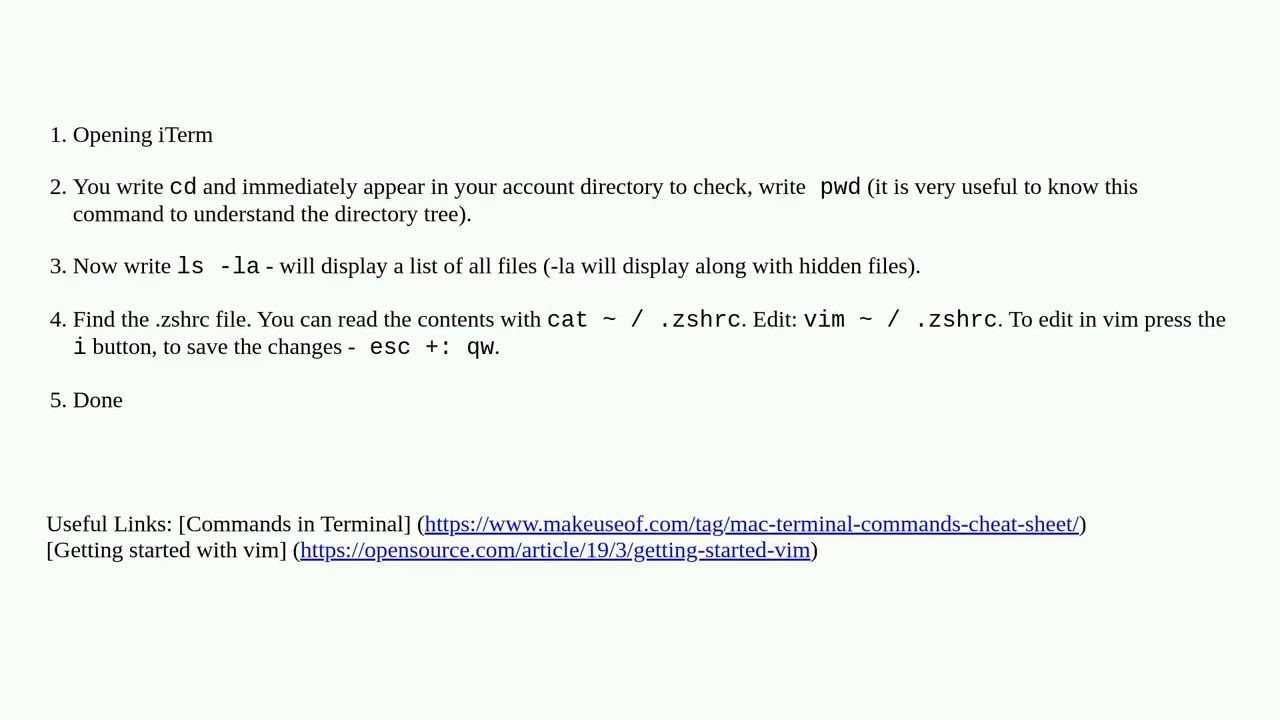 1. Opening iTerm
2. You write cd and immediately appear in your account directory to check, write pwd (it is very useful to know this
command to understand the directory tree).
3. Now write ls -la - will display a list of all files (-la will display along with hidden files).
4. Find the .zshrc file. You can read the contents with cat ~ / .zshrc. Edit: vim ~ / .zshrc. To edit in vim press the
i button, to save the changes - esc +: qw.
5. Done
Useful Links: [Commands in Terminal] (https://www.makeuseof.com/tag/mac-terminal-commands-cheat-sheet/)
[Getting started with vim] (https://opensource.com/article/19/3/getting-started-vim)